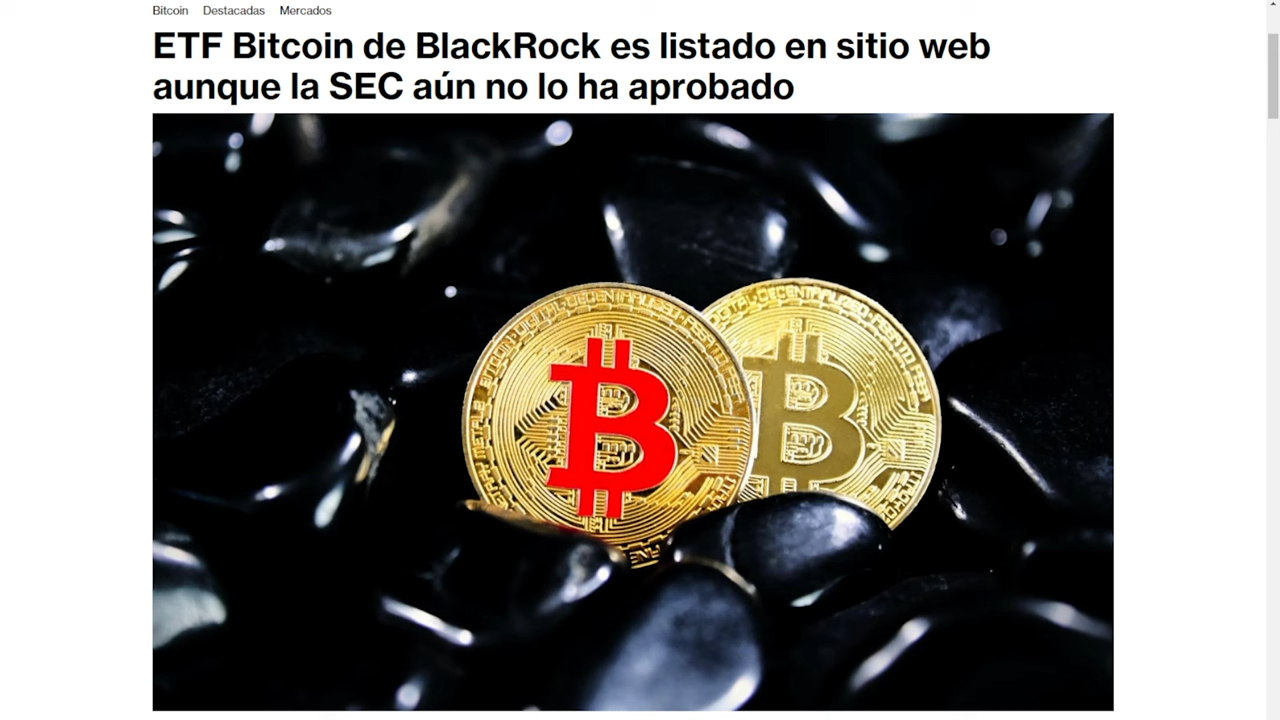 Bitcoin Destacadas Mercados
ETF Bitcoin de BlackRock es listado en sitio web
aunque la SEC aún no lo ha aprobado